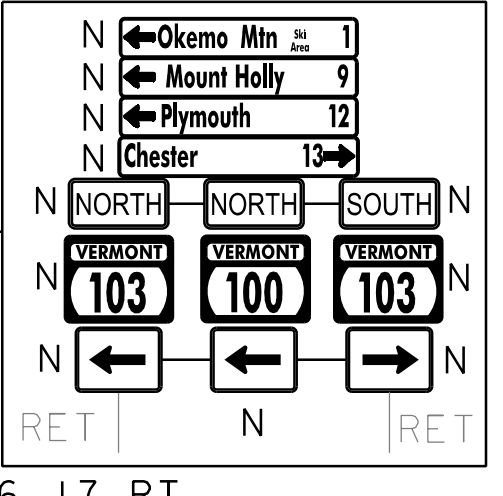 N ←Okemo Mtn Ski Area 1
N ← Mount Holly 9
N ← Plymouth 12
N Chester 13→
N NORTH NORTH SOUTH N
VERMONT VERMONT VERMONT
N 103 100 103 N
N ← ← → N
RET N RET